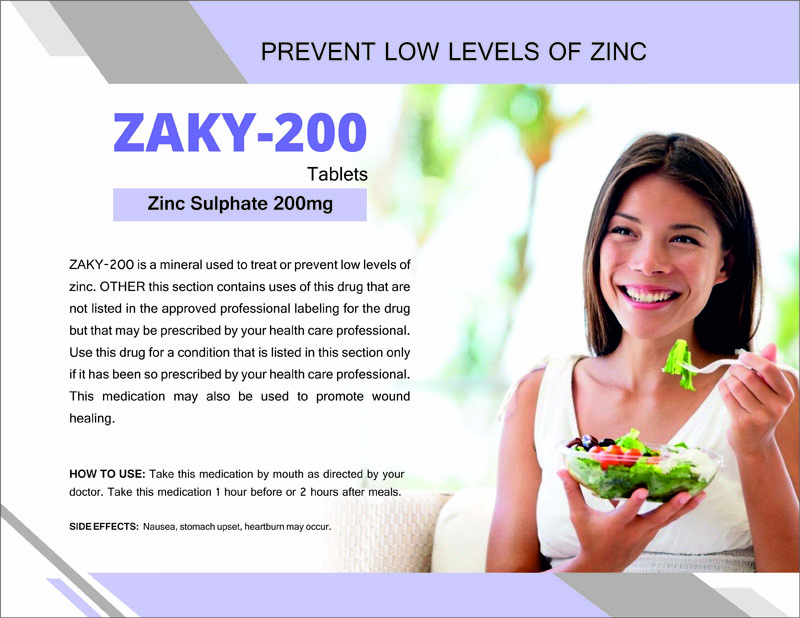 PREVENT LOW LEVELS OF ZINC
ZAKY-200
Tablets
Zinc Sulphate 200mg
ZAKY-200 is a mineral used to treat or prevent low levels of
zinc. OTHER this section contains uses of this drug that are
not listed in the approved professional labeling for the drug
but that may be prescribed by your health care professional.
Use this drug for a condition that is listed in this section only
if it has been so prescribed by your health care professional.
This medication may also be used to promote wound
healing.
HOW TO USE: Take this medication by mouth as directed by your
doctor. Take this medication 1 hour before or 2 hours after meals.
SIDE EFFECTS: Nausea, stomach upset, heartburn may occur.